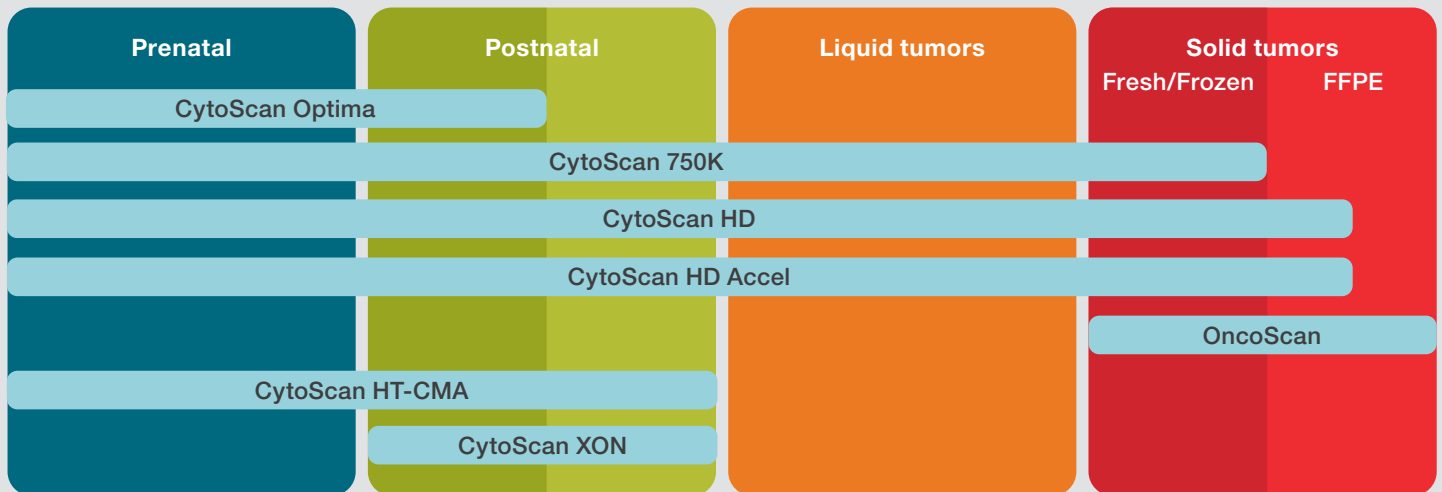 Prenatal
Postnatal
Liquid tumors
Solid tumors
Fresh/Frozen
FFPE
CytoScan Optima
CytoScan 750K
CytoScan HD
CytoScan HD Accel
OncoScan
CytoScan HT-CMA
CytoScan XON